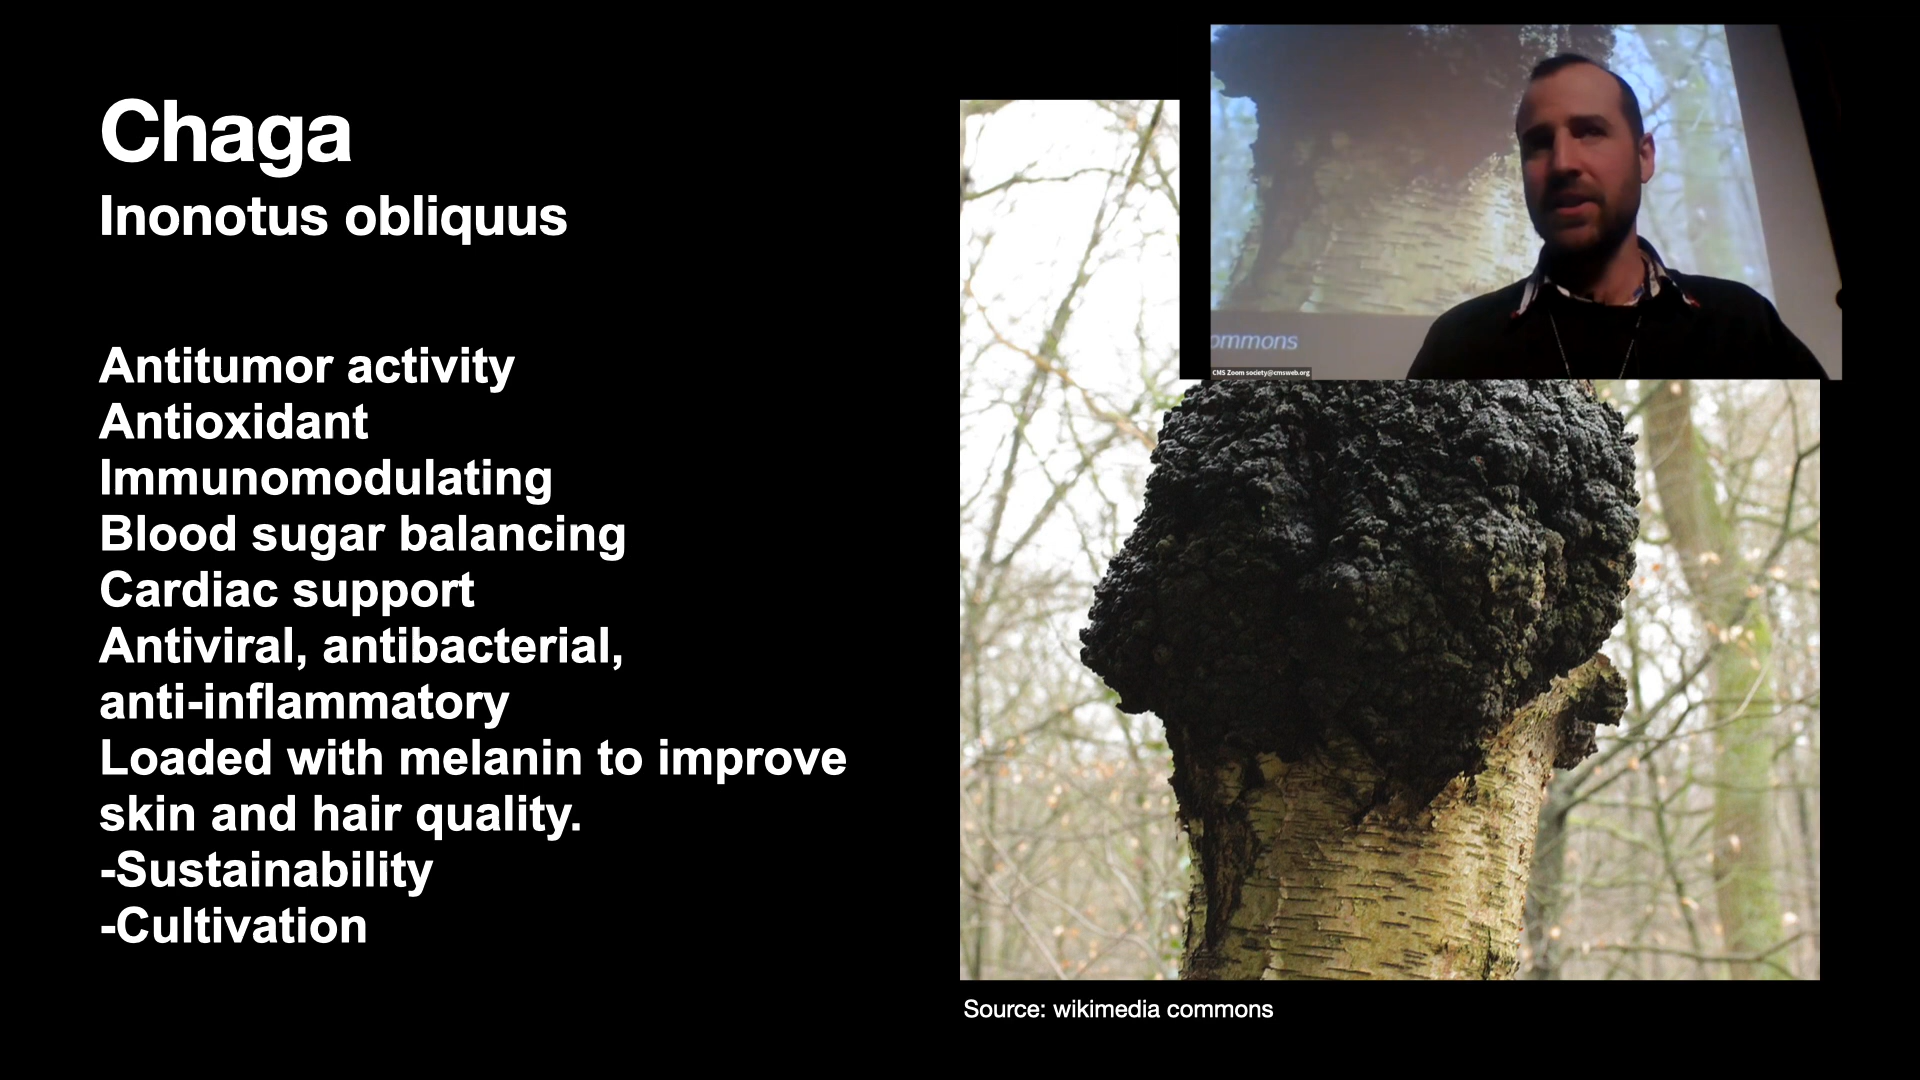 Chaga
Inonotus obliquus
Antitumor activity
Antioxidant
Immunomodulating
Blood sugar balancing
Cardiac support
Antiviral, antibacterial,
anti-inflammatory
Loaded with melanin to improve
skin and hair quality.
-Sustainability
-Cultivation
ommons
CMS Zoom society@cmsweb.org
Source: wikimedia commons